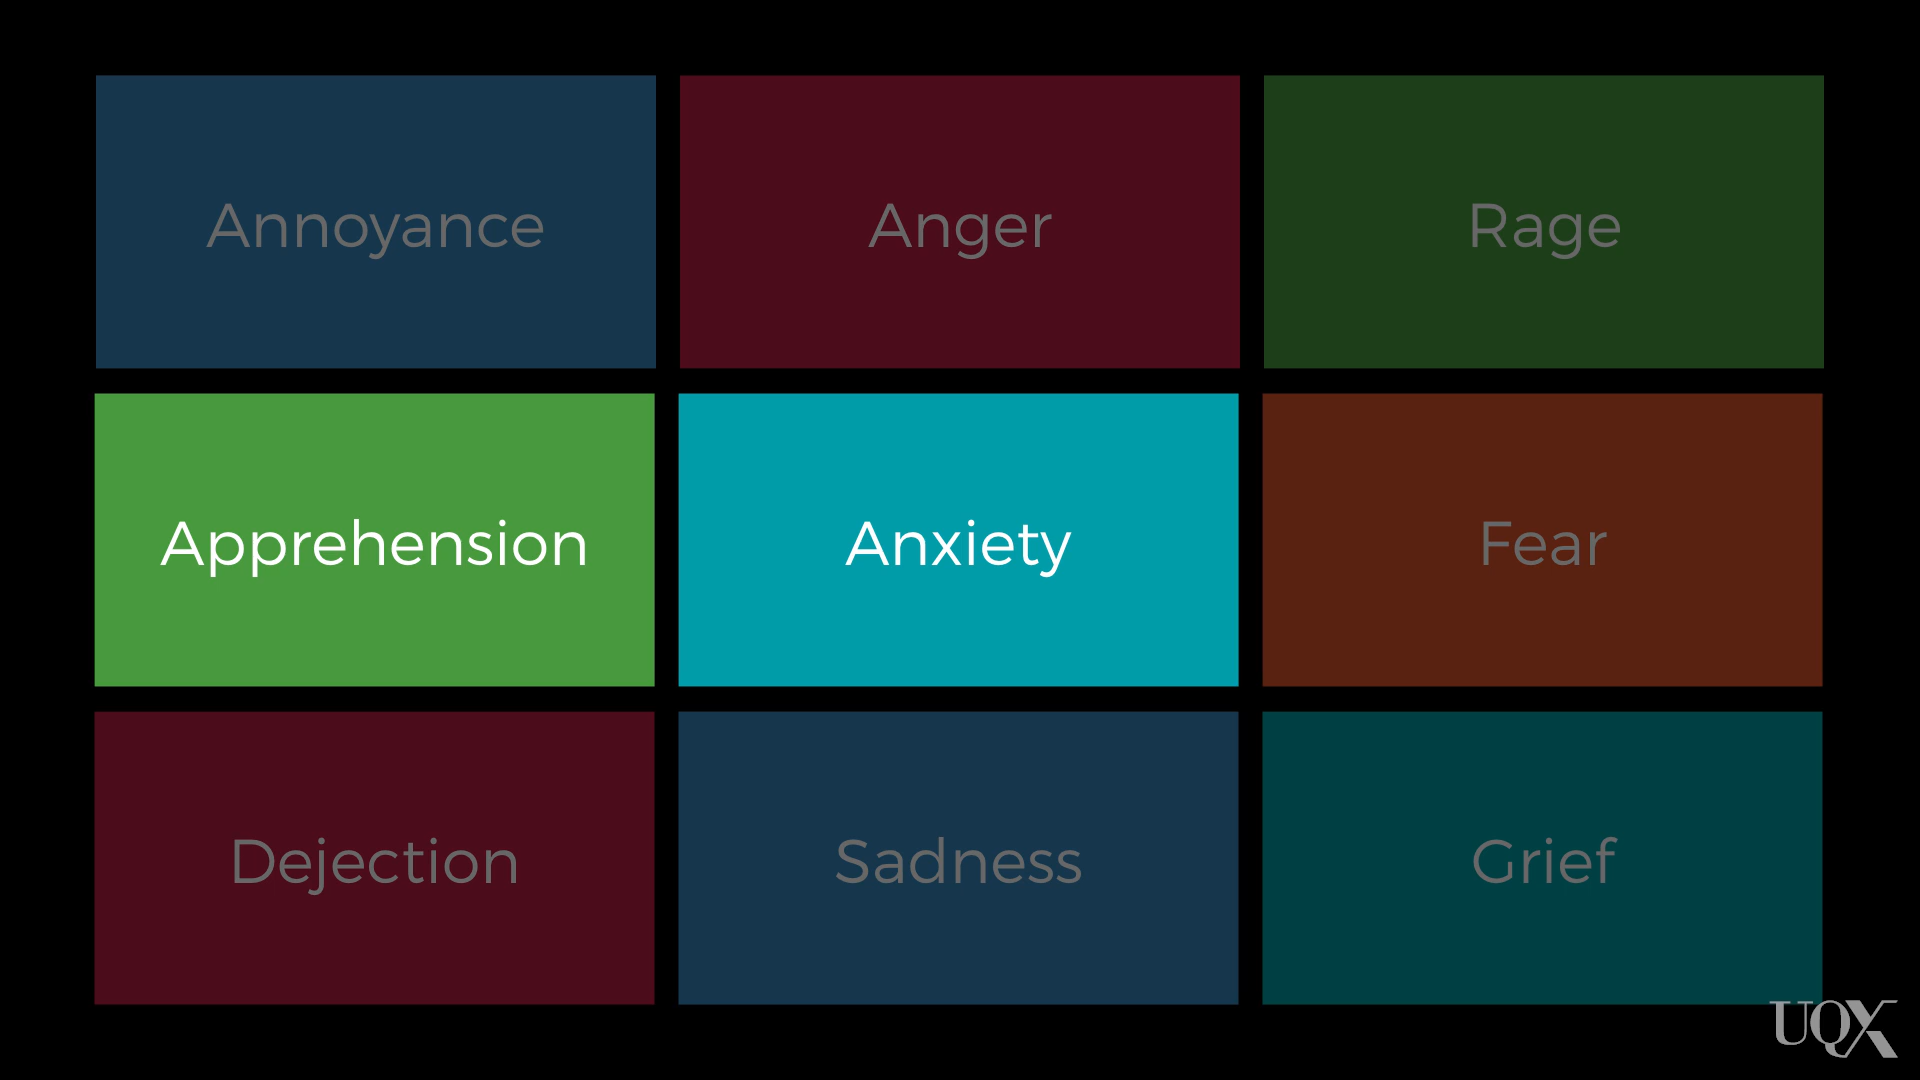 Annoyance
Anger
Rage
Apprehension
Anxiety
Fear
Dejection
Sadness
Grief
UQX